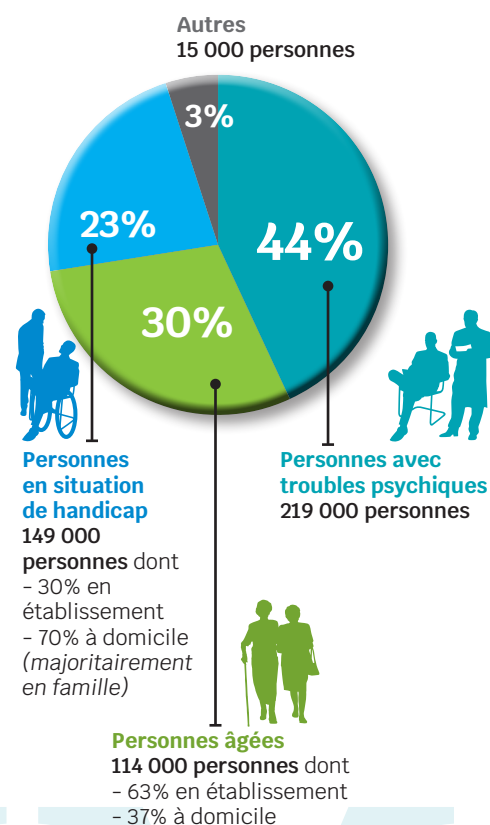 Autres
15 000 personnes
3%
23%
44%
30%
Personnes
en situation
de handicap
149 000
personnes dont
- 30% en
établissement
- 70% à domicile
(majoritairement
en famille)
Personnes avec
troubles psychiques
219 000 personnes
Personnes âgées
114 000 personnes dont
- 63% en établissement
- 37% à domicile